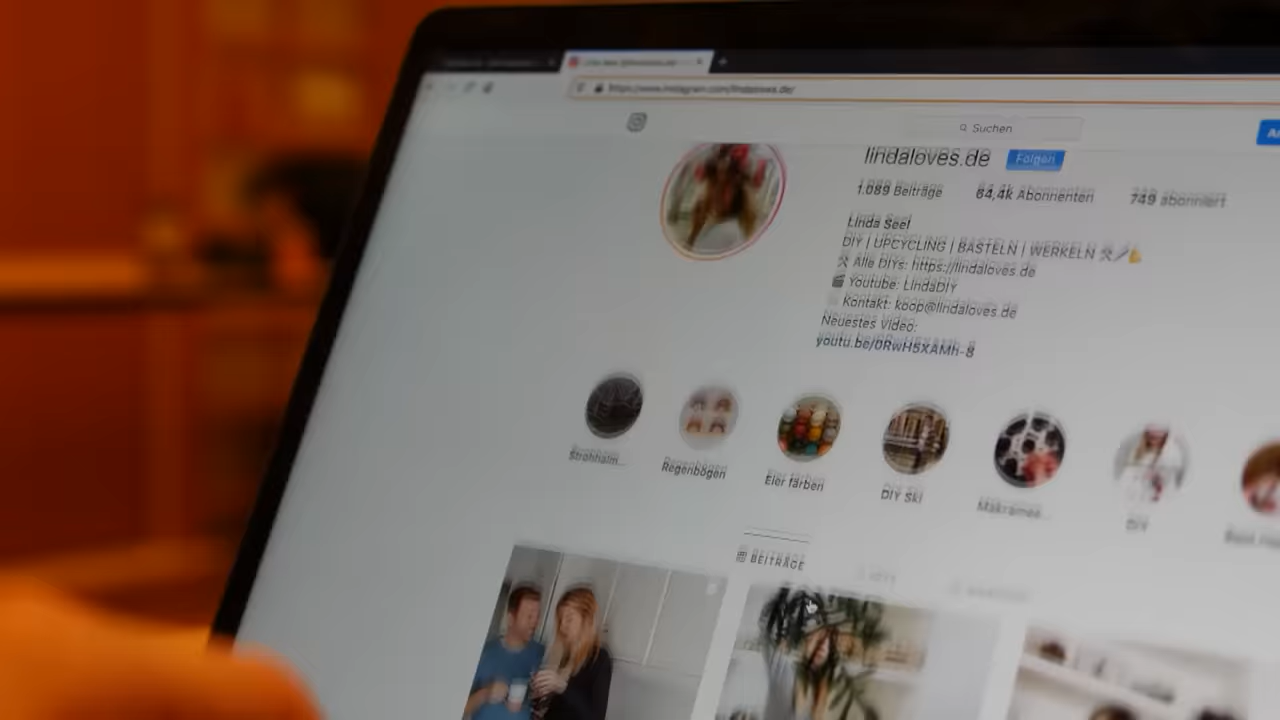 https://www.instagram.com/lindaloves.de/
Suchen
lindaloves.de Folgen
1.089 Beiträge 64,4k Abonnenten 749 abonniert
Linda Seel
DIY | UPCYCLING | BASTELN | WERKELN
Alle DIYs: https://lindaloves.de
Youtube: LindaDIY
Kontakt: koop@lindaloves.de
Neuestes Video:
youtu.be/0RwH5XAMh-8
Strohhalm...
Regenbögen
Eier färben
DIY Ski
Makramee...
DIY
BEITRÄGE